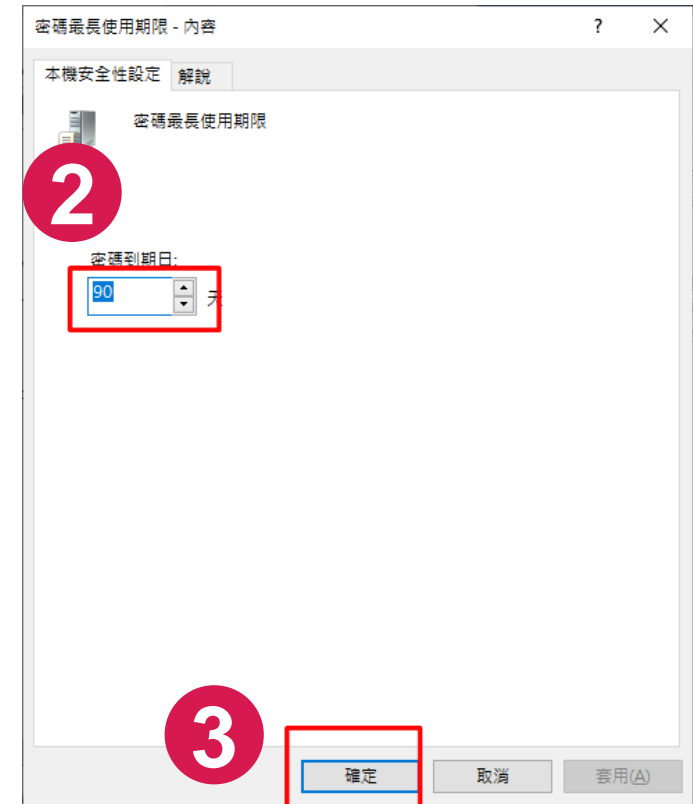 密碼最長使用期限 - 內容 ? ×
本機安全性設定 解說
密碼最長使用期限
2
密碼到期日:
90 天
3
確定 取消 套用(A)